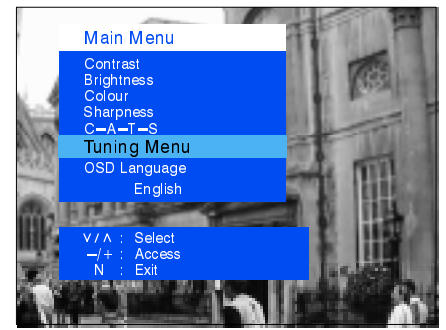 Main Menu
Contrast
Brightness
Colour
Sharpness
C–A–T–S
Tuning Menu
OSD Language
English
∨/∧ : Select
–/+ : Access
N : Exit